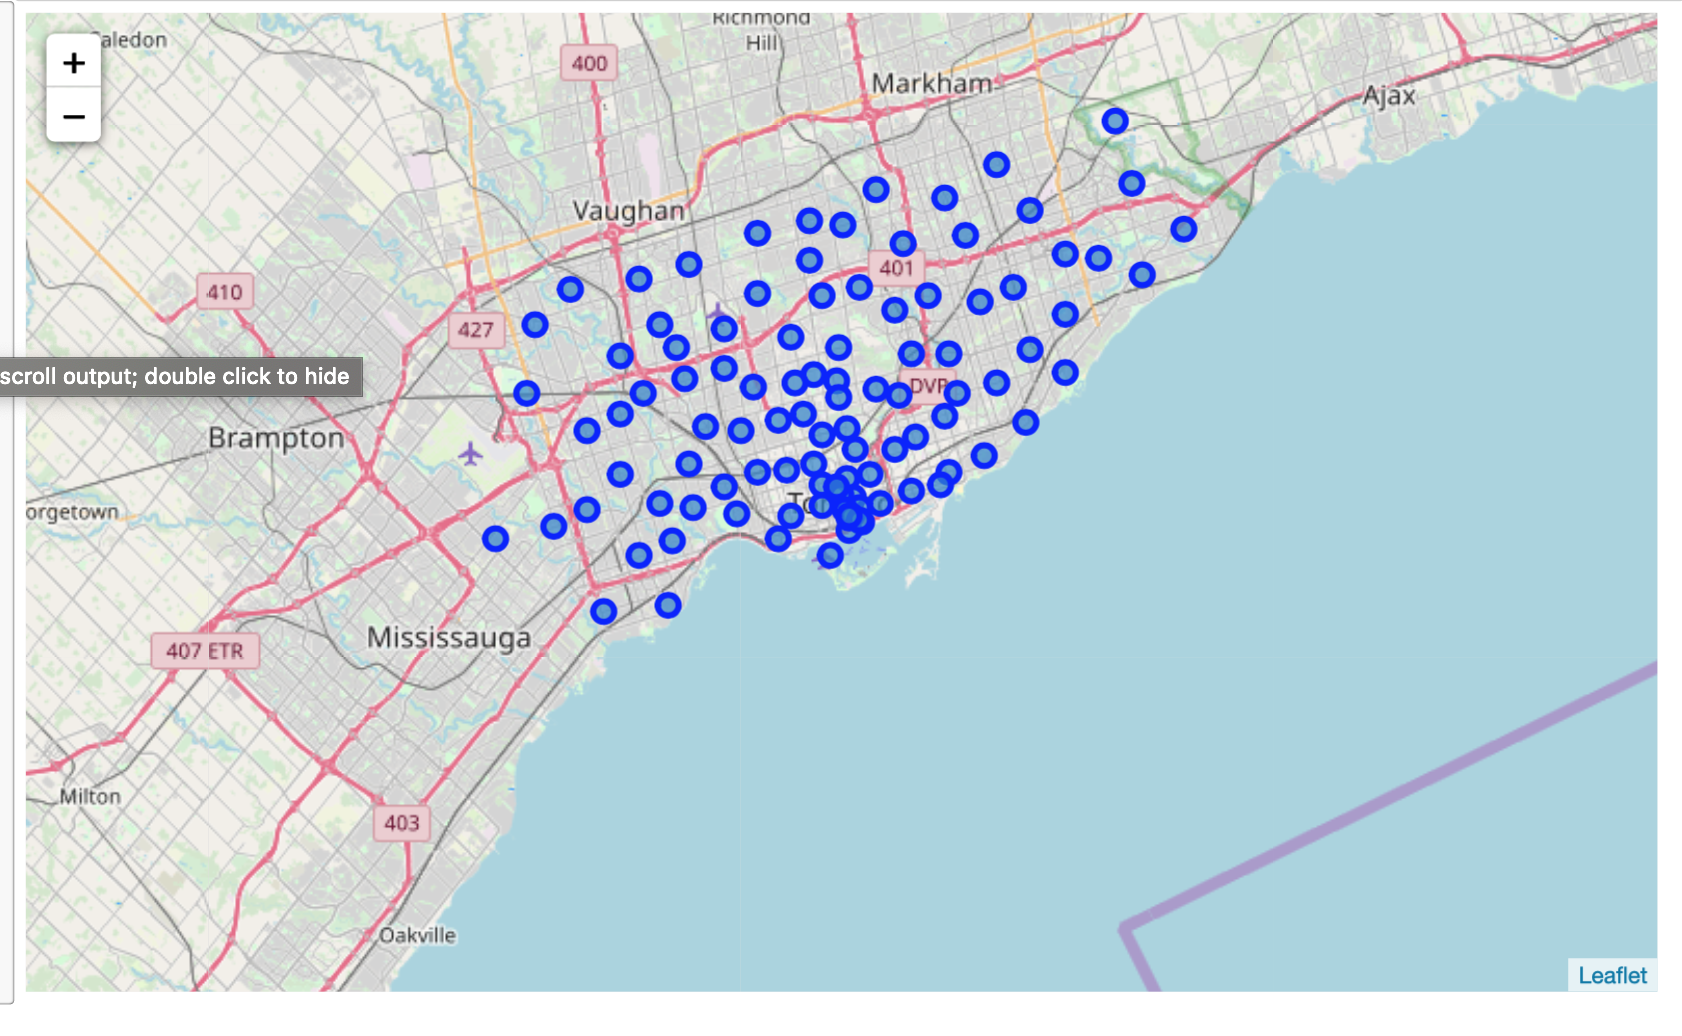 Richmond
Hill
aledon
+
−
400
Markham
Ajax
Vaughan
401
410
427
scroll output; double click to hide
DVP
Brampton
To
orgetown
Mississauga
407 ETR
Milton
403
Oakville
Leaflet